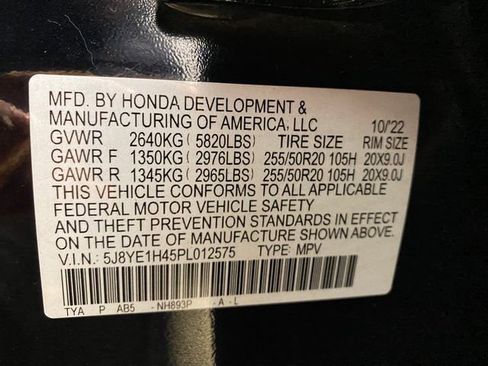 MFD. BY HONDA DEVELOPMENT &
MANUFACTURING OF AMERICA, LLC 10/'22
GVWR 2640KG ( 5820LBS) TIRE SIZE RIM SIZE
GAWR F 1350KG ( 2976LBS) 255/50R20 105H 20X9.0J
GAWR R 1345KG ( 2965LBS) 255/50R20 105H 20X9.0J
THIS VEHICLE CONFORMS TO ALL APPLICABLE
FEDERAL MOTOR VEHICLE SAFETY
AND THEFT PREVENTION STANDARDS IN EFFECT
ON THE DATE OF MANUFACTURE SHOWN ABOVE.
V.I.N.: 5J8YE1H45PL012575 TYPE: MPV
TYA P AB5 -NH893P -A-L